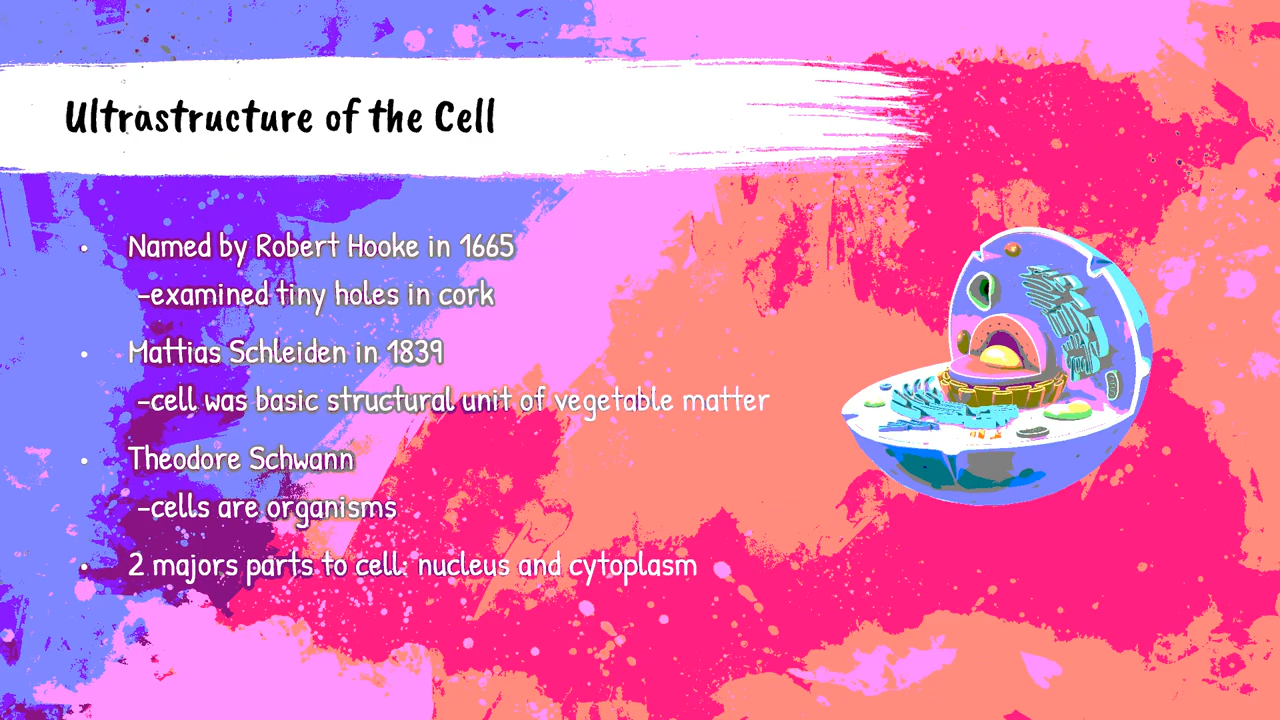 Ultrastructure of the Cell
• Named by Robert Hooke in 1665
-examined tiny holes in cork
• Mattias Schleiden in 1839
-cell was basic structural unit of vegetable matter
• Theodore Schwann
-cells are organisms
• 2 majors parts to cell: nucleus and cytoplasm